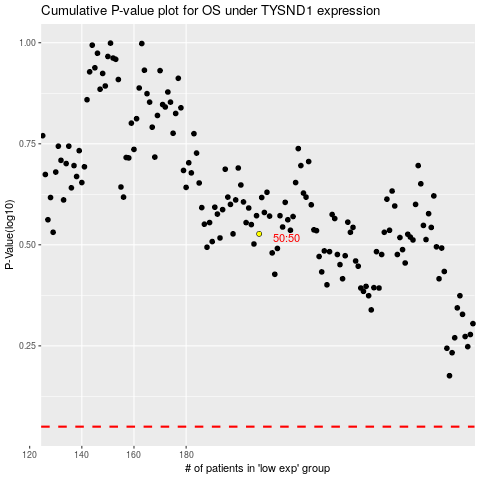 Cumulative P-value plot for OS under TYSND1 expression
P-Value(log10)
1.00
0.75
0.50
0.25
50:50
120 140 160 180
# of patients in 'low exp' group